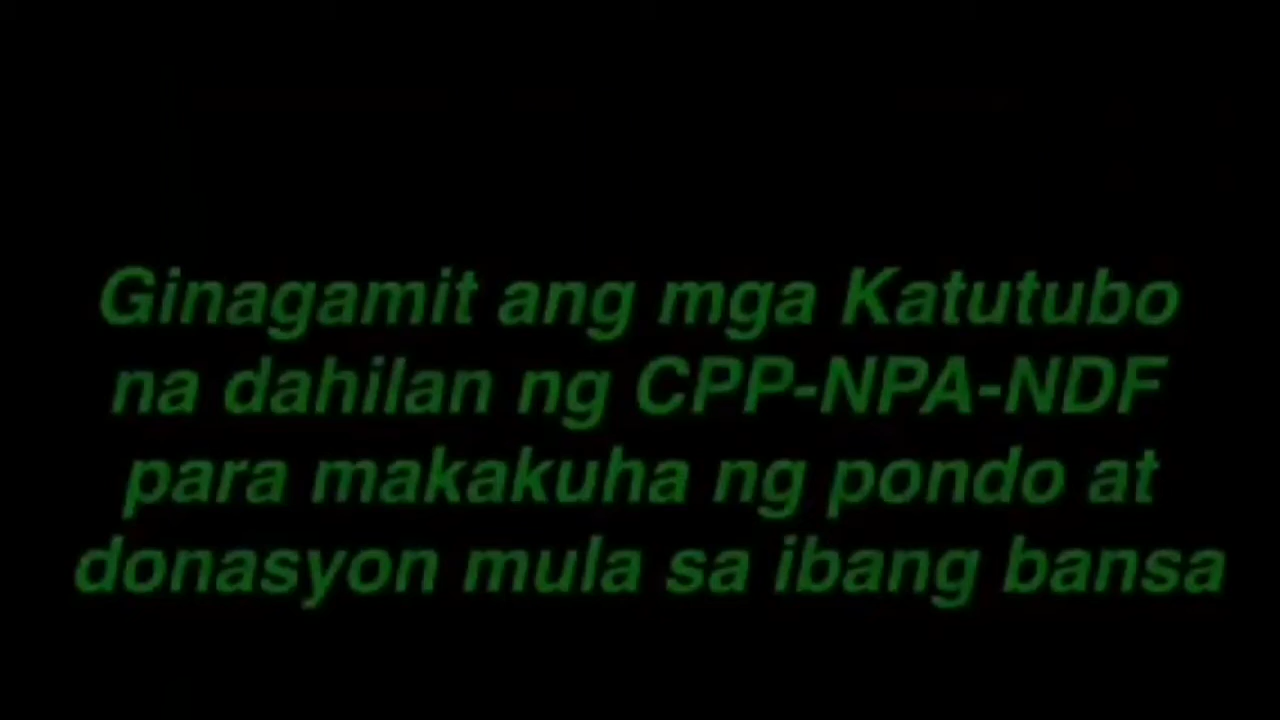 Ginagamit ang mga Katutubo
na dahilan ng CPP-NPA-NDF
para makakuha ng pondo at
donasyon mula sa ibang bansa